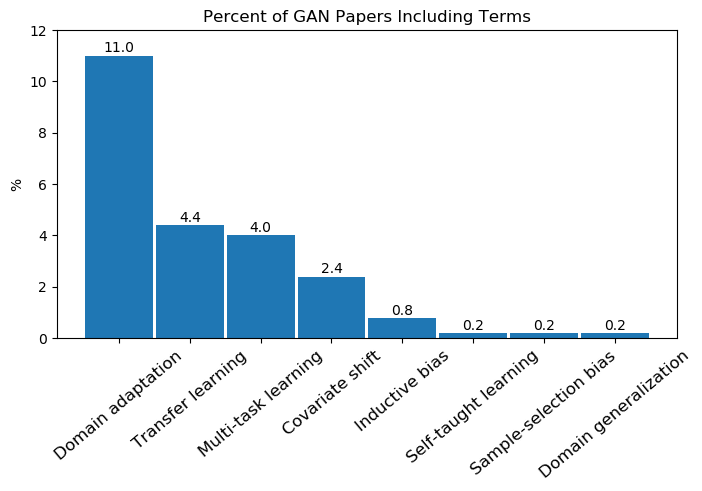 Percent of GAN Papers Including Terms
%
12
10
8
6
4
2
0
11.0
4.4
4.0
2.4
0.8
0.2
0.2
0.2
Domain adaptation
Transfer learning
Multi-task learning
Covariate shift
Inductive bias
Self-taught learning
Sample-selection bias
Domain generalization